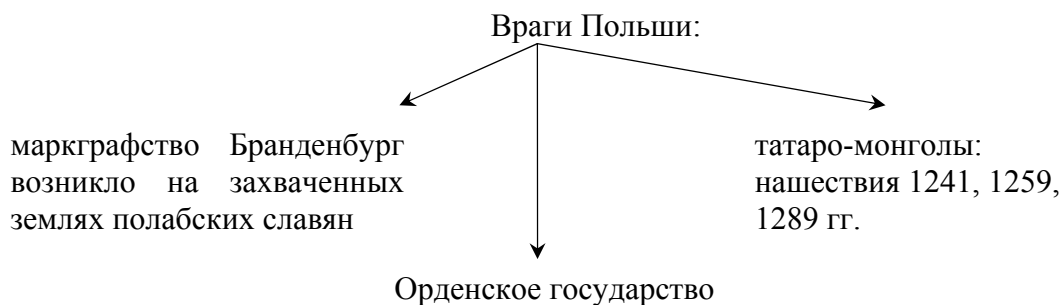 Враги Польши:
маркграфство Бранденбург
возникло на захваченных
землях полабских славян
татаро-монголы:
нашествия 1241, 1259,
1289 гг.
Орденское государство